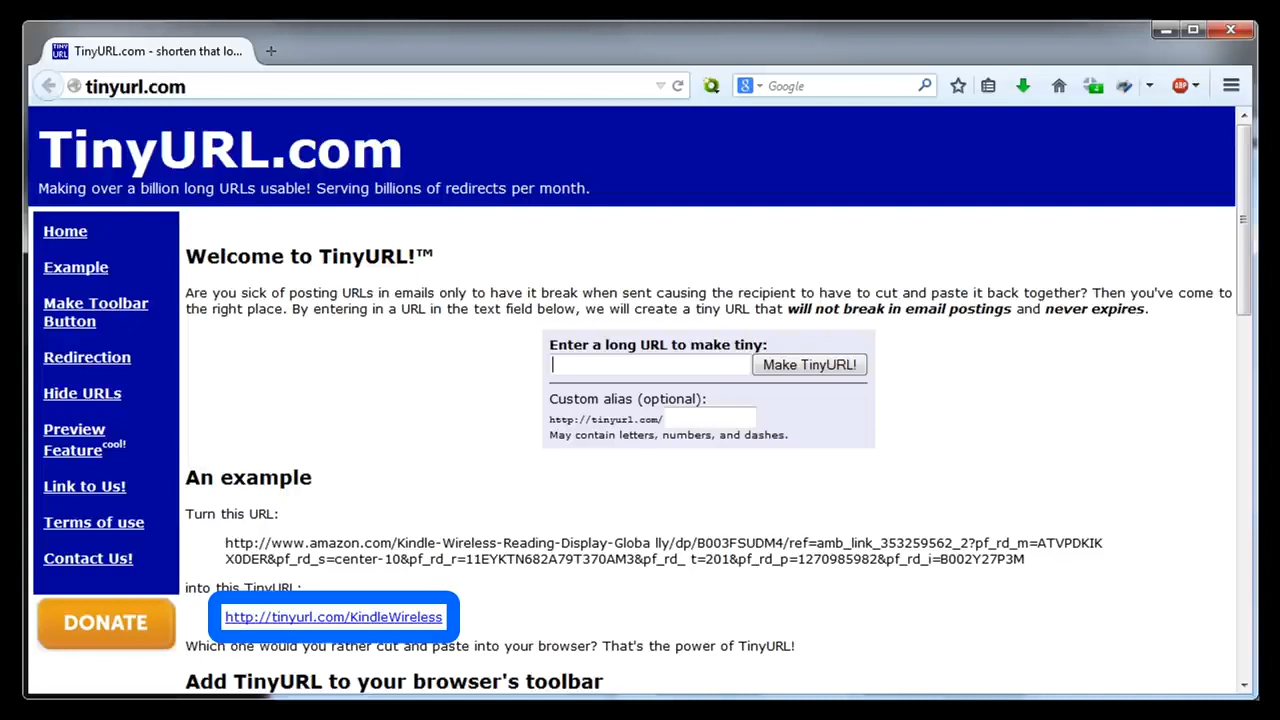 TinyURL.com - shorten that lo...
tinyurl.com
Google
TinyURL.com
Making over a billion long URLs usable! Serving billions of redirects per month.
Home
Example
Make Toolbar
Button
Redirection
Hide URLs
Preview
Feature cool!
Link to Us!
Terms of use
Contact Us!
DONATE
Welcome to TinyURL!™
Are you sick of posting URLs in emails only to have it break when sent causing the recipient to have to cut and paste it back together? Then you've come to
the right place. By entering in a URL in the text field below, we will create a tiny URL that will not break in email postings and never expires.
Enter a long URL to make tiny:
Make TinyURL!
Custom alias (optional):
http://tinyurl.com/
May contain letters, numbers, and dashes.
An example
Turn this URL:
http://www.amazon.com/Kindle-Wireless-Reading-Display-Globa lly/dp/B003FSUDM4/ref=amb_link_353259562_2?pf_rd_m=ATVPDKIK
X0DER&pf_rd_s=center-10&pf_rd_r=11EYKTN682A79T370AM3&pf_rd_ t=201&pf_rd_p=1270985982&pf_rd_i=B002Y27P3M
into this TinyURL:
http://tinyurl.com/KindleWireless
Which one would you rather cut and paste into your browser? That's the power of TinyURL!
Add TinyURL to your browser's toolbar